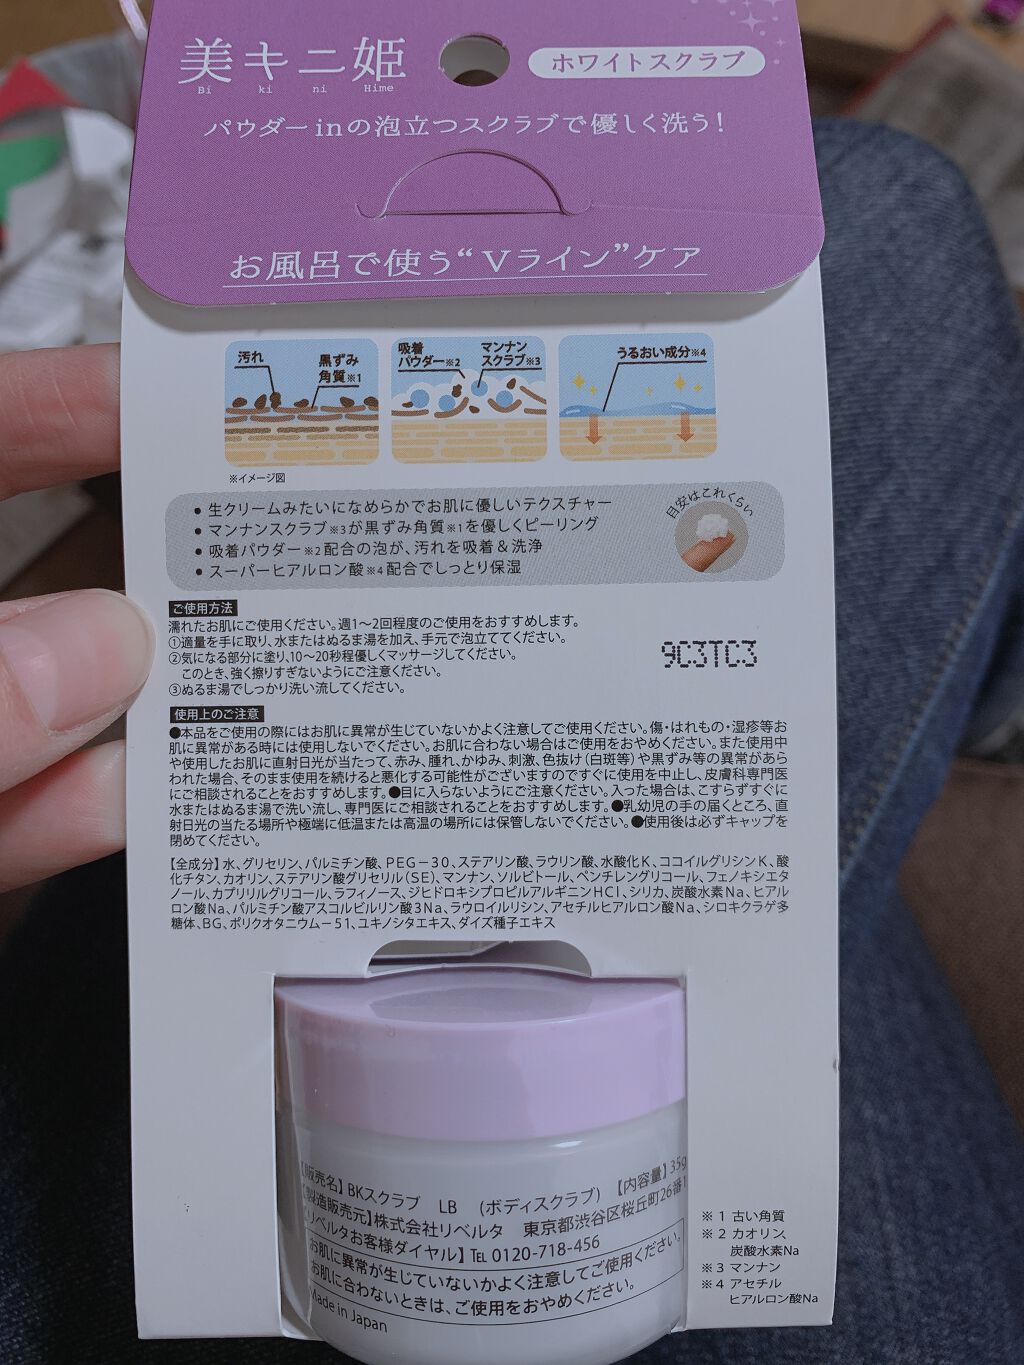 美キニ姫
Bi ki ni Hime
ホワイトスクラブ
パウダーinの泡立つスクラブで優しく洗う!
お風呂で使う“Vライン”ケア
汚れ
黒ずみ
角質※1
吸着
パウダー※2
マンナン
スクラブ※3
うるおい成分※4
※イメージ図
• 生クリームみたいになめらかでお肌に優しいテクスチャー
• マンナンスクラブ※3が黒ずみ角質※1を優しくピーリング
• 吸着パウダー※2配合の泡が、汚れを吸着&洗浄
• スーパーヒアルロン酸※4配合でしっとり保湿
目安はこれくらい
ご使用方法
濡れたお肌にご使用ください。週1〜2回程度のご使用をおすすめします。
①適量を手に取り、水またはぬるま湯を加え、手元で泡立ててください。
②気になる部分に塗り、10〜20秒程優しくマッサージしてください。
このとき、強く擦りすぎないようにご注意ください。
③ぬるま湯でしっかり洗い流してください。
9C3TC3
使用上のご注意
●本品をご使用の際にはお肌に異常が生じていないかよく注意してご使用ください。傷・はれもの・湿疹等お
肌に異常がある時には使用しないでください。お肌に合わない場合はご使用をおやめください。また使用中
や使用したお肌に直射日光が当たって、赤み、腫れ、かゆみ、刺激、色抜け(白斑等)や黒ずみ等の異常があら
われた場合、そのまま使用を続けると悪化する可能性がございますのですぐに使用を中止し、皮膚科専門医
にご相談されることをおすすめします。●目に入らないようにご注意ください。入った場合は、こすらずすぐに
水またはぬるま湯で洗い流し、専門医にご相談されることをおすすめします。●乳幼児の手の届くところ、直
射日光の当たる場所や極端に低温または高温の場所には保管しないでください。●使用後は必ずキャップを
閉めてください。
【全成分】水、グリセリン、パルミチン酸、PEG-30、ステアリン酸、ラウリン酸、水酸化K、ココイルグリシンK、酸
化チタン、カオリン、ステアリン酸グリセリル(SE)、マンナン、ソルビトール、ペンチレングリコール、フェノキシエタ
ノール、カプリリルグリコール、ラフィノース、ジヒドロキシプロピルアルギニンHCl、シリカ、炭酸水素Na、ヒアル
ロン酸Na、パルミチン酸アスコルビルリン酸3Na、ラウロイルリシン、アセチルヒアルロン酸Na、シロキクラゲ多
糖体、BG、ポリクオタニウム-51、ユキノシタエキス、ダイズ種子エキス
【販売名】BKスクラブ LB (ボディスクラブ) 【内容量】35g
【製造販売元】株式会社リベルタ 東京都渋谷区桜丘町26番1
【リベルタお客様ダイヤル】TEL 0120-718-456
お肌に異常が生じていないかよく注意してご使用ください。
お肌に合わないときは、ご使用をおやめください。
Made in Japan
※1 古い角質
※2 カオリン、
炭酸水素Na
※3 マンナン
※4 アセチル
ヒアルロン酸Na